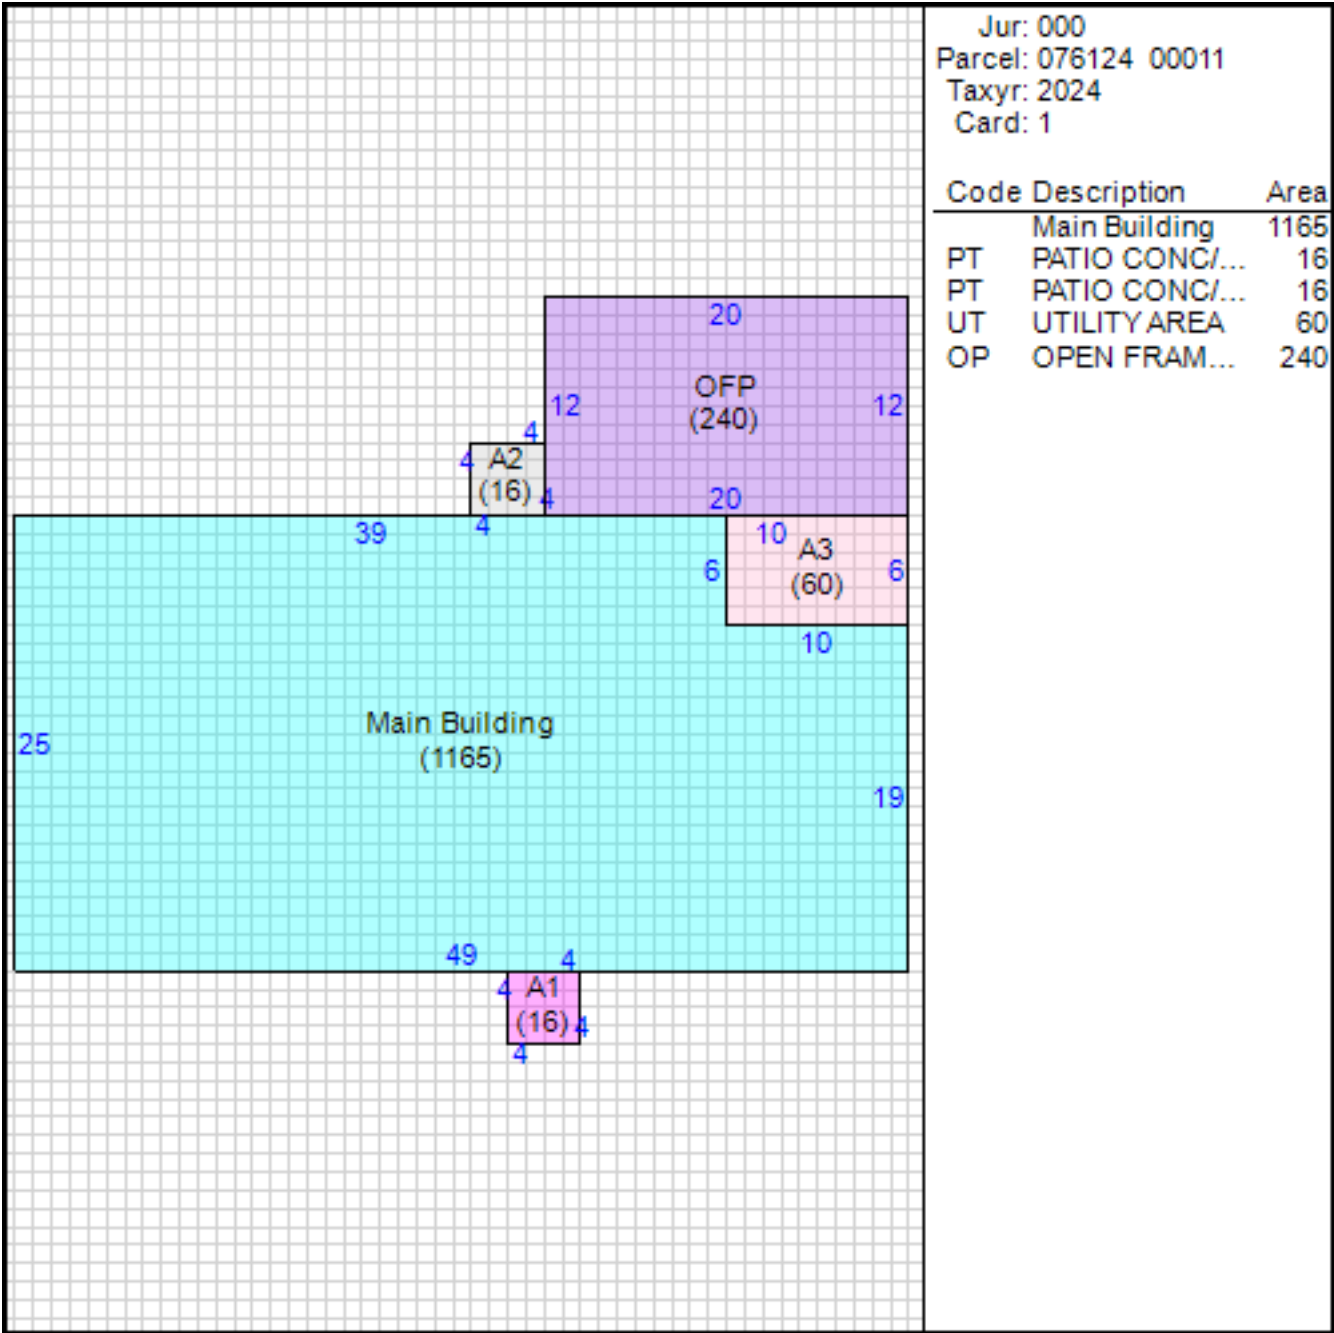 Jur: 000
Parcel: 076124 00011
Taxyr: 2024
Card: 1
Code Description Area
Main Building 1165
PT PATIO CONC/... 16
PT PATIO CONC/... 16
UT UTILITY AREA 60
OP OPEN FRAM... 240
20
OFP
(240)
12
12
4
4
A2
(16)
4
20
4
39
10
A3
(60)
6
6
10
Main Building
(1165)
25
19
49
4
4
A1
(16)
4
4